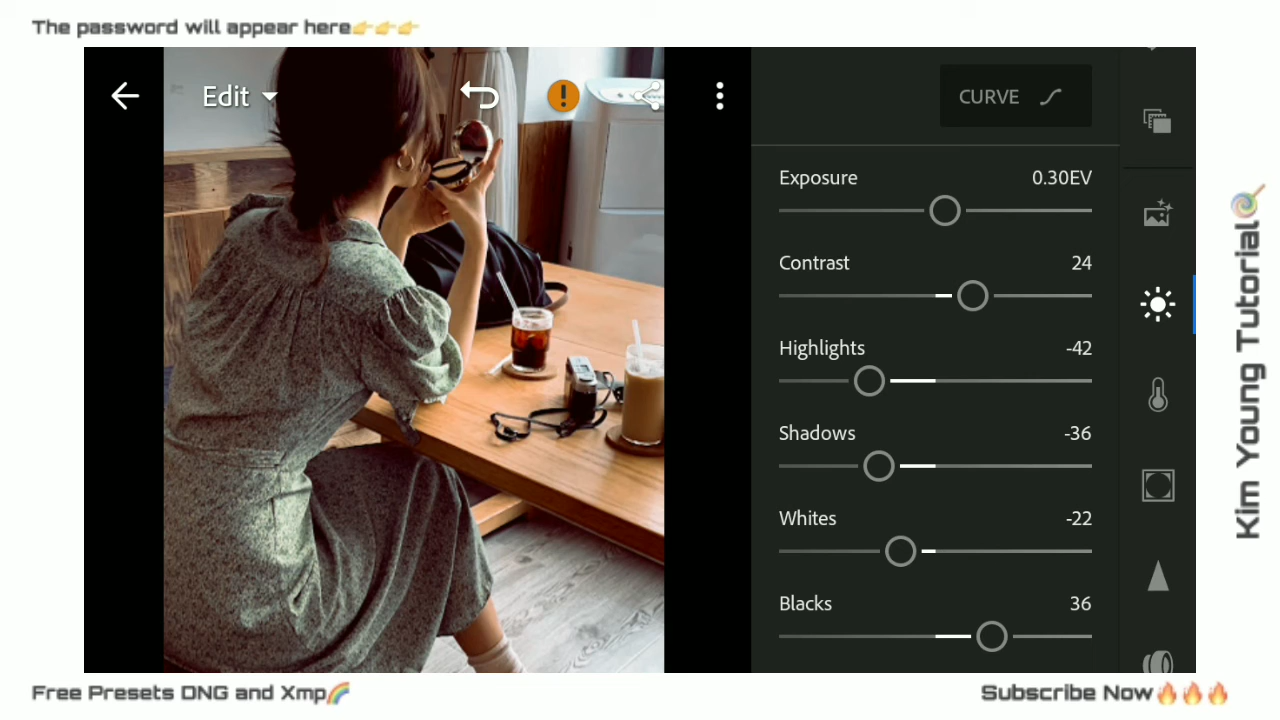 The password will appear here👉👉👉
Edit
CURVE
Exposure 0.30EV
Contrast 24
Highlights -42
Shadows -36
Whites -22
Blacks 36
Kim Young Tutorial🍭
Free Presets DNG and Xmp🌈
Subscribe Now🔥🔥🔥